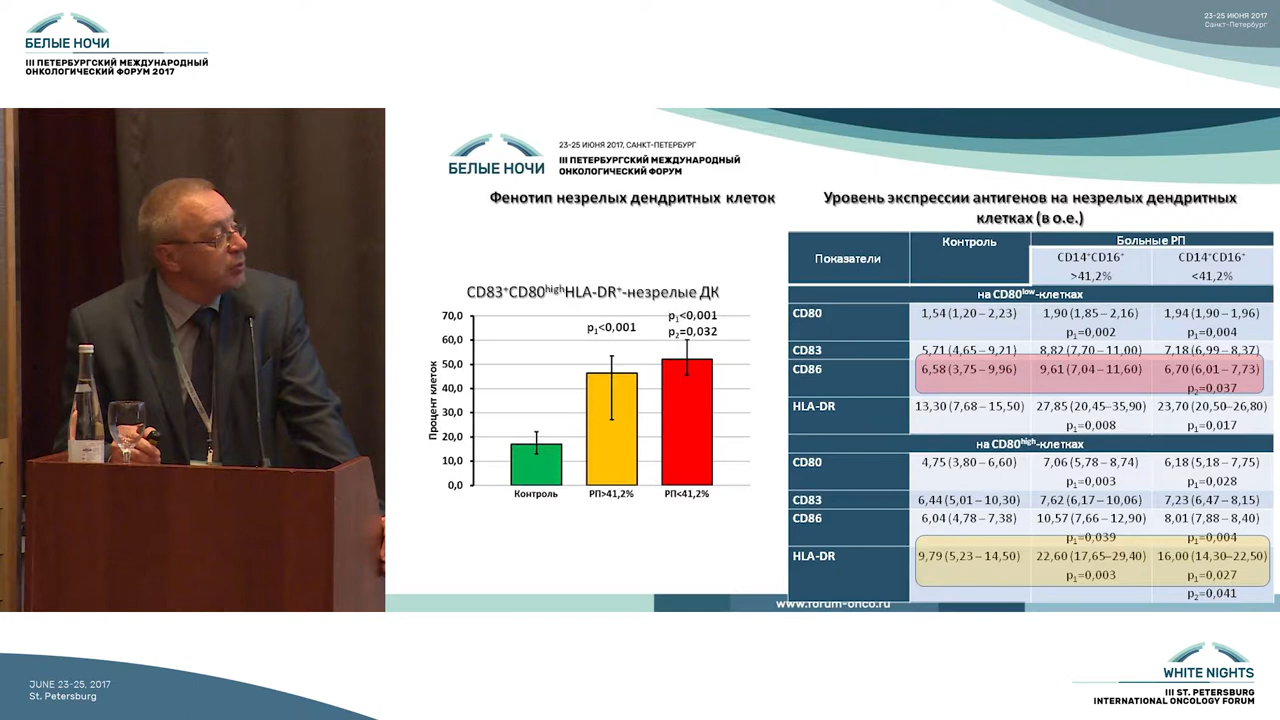 БЕЛЫЕ НОЧИ
III ПЕТЕРБУРГСКИЙ МЕЖДУНАРОДНЫЙ
ОНКОЛОГИЧЕСКИЙ ФОРУМ 2017
23-25 ИЮНЯ 2017
Санкт-Петербург
БЕЛЫЕ НОЧИ
23-25 ИЮНЯ 2017, САНКТ-ПЕТЕРБУРГ
III ПЕТЕРБУРГСКИЙ МЕЖДУНАРОДНЫЙ
ОНКОЛОГИЧЕСКИЙ ФОРУМ
Фенотип незрелых дендритных клеток
CD83⁺CD80ʰⁱᵍʰHLA-DR⁺-незрелые ДК
Процент клеток
70,0
60,0
50,0
40,0
30,0
20,0
10,0
0,0
p₁<0,001
p₁<0,001
p₂=0,032
Контроль РП>41,2% РП<41,2%
Уровень экспрессии антигенов на незрелых дендритных
клетках (в о.е.)
Показатели Контроль Больные РП
CD14⁺CD16⁺ CD14⁺CD16⁺
>41,2% <41,2%
на CD80ˡᵒʷ-клетках
CD80 1,54 (1,20 – 2,23) 1,90 (1,85 – 2,16) 1,94 (1,90 – 1,96)
p₁=0,002 p₁=0,004
CD83 5,71 (4,65 – 9,21) 8,82 (7,70 – 11,00) 7,18 (6,99 – 8,37)
CD86 6,58 (3,75 – 9,96) 9,61 (7,04 – 11,60) 6,70 (6,01 – 7,73)
p₂=0,037
HLA-DR 13,30 (7,68 – 15,50) 27,85 (20,45 – 35,90) 23,70 (20,50 – 26,80)
p₁=0,008 p₁=0,017
на CD80ʰⁱᵍʰ-клетках
CD80 4,75 (3,80 – 6,60) 7,06 (5,78 – 8,74) 6,18 (5,18 – 7,75)
p₁=0,003 p₁=0,028
CD83 6,44 (5,01 – 10,30) 7,62 (6,17 – 10,06) 7,23 (6,47 – 8,15)
CD86 6,04 (4,78 – 7,38) 10,57 (7,66 – 12,90) 8,01 (7,88 – 8,40)
p₁=0,039 p₁=0,004
HLA-DR 9,79 (5,23 – 14,50) 22,60 (17,65–29,40) 16,00 (14,30–22,50)
p₁=0,003 p₁=0,027
p₂=0,041
www.forum-onco.ru
JUNE 23-25, 2017
St. Petersburg
WHITE NIGHTS
III ST. PETERSBURG
INTERNATIONAL ONCOLOGY FORUM